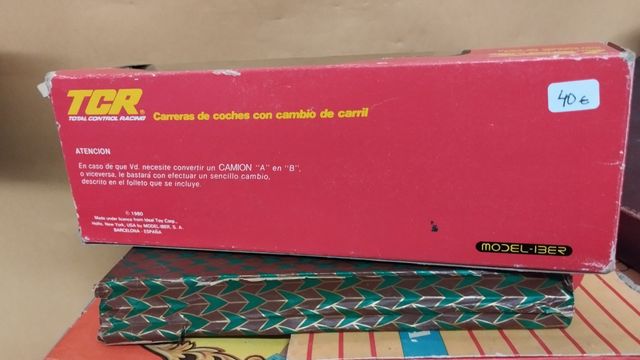 TCR®
TOTAL CONTROL RACING
Carreras de coches con cambio de carril
40 €
ATENCION
En caso de que Vd. necesite convertir un CAMION "A" en "B",
o viceversa, le bastará con efectuar un sencillo cambio,
descrito en el folleto que se incluye.
© 1980
Made under licence from Ideal Toy Corp.,
Hollis, New York, USA by MODEL-IBER, S. A.
BARCELONA - ESPAÑA
MODEL-IBER